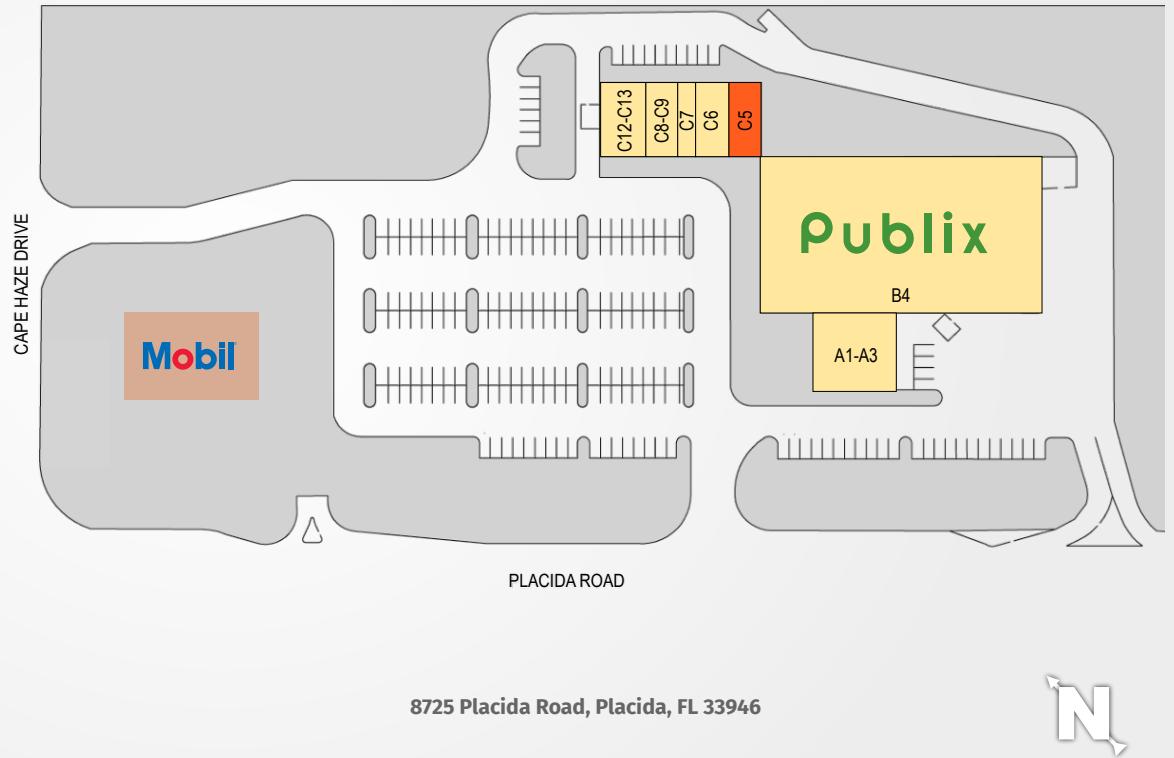 C12-C13
C8-C9
C7
C6
C5
Publix
B4
A1-A3
CAPE HAZE DRIVE
Mobil
PLACIDA ROAD
8725 Placida Road, Placida, FL 33946
N